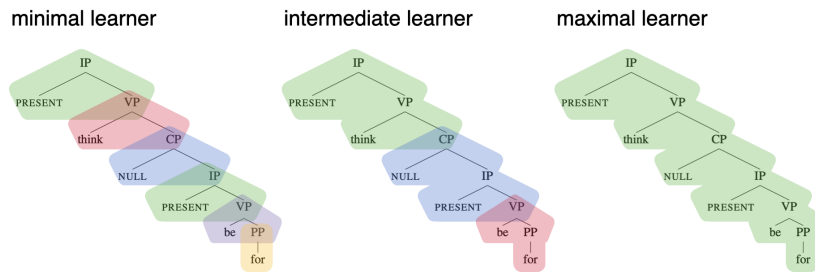 minimal learner
IP
PRESENT VP
think CP
NULL IP
PRESENT VP
be PP
for
intermediate learner
IP
PRESENT VP
think CP
NULL IP
PRESENT VP
be PP
for
maximal learner
IP
PRESENT VP
think CP
NULL IP
PRESENT VP
be PP
for